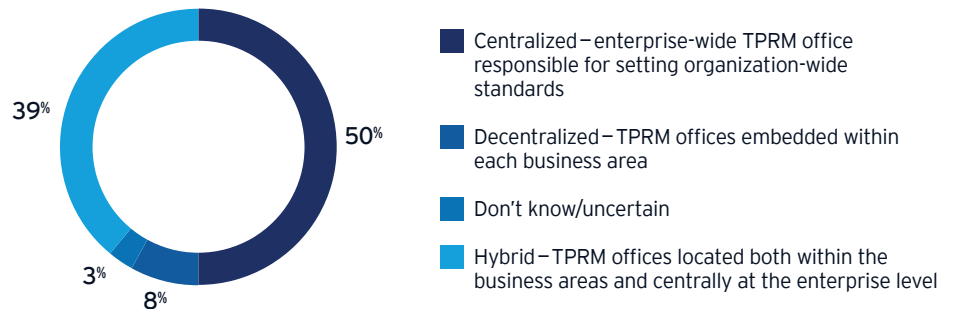 39%
50%
3%
8%
Centralized – enterprise-wide TPRM office
responsible for setting organization-wide
standards
Decentralized – TPRM offices embedded within
each business area
Don't know/uncertain
Hybrid – TPRM offices located both within the
business areas and centrally at the enterprise level